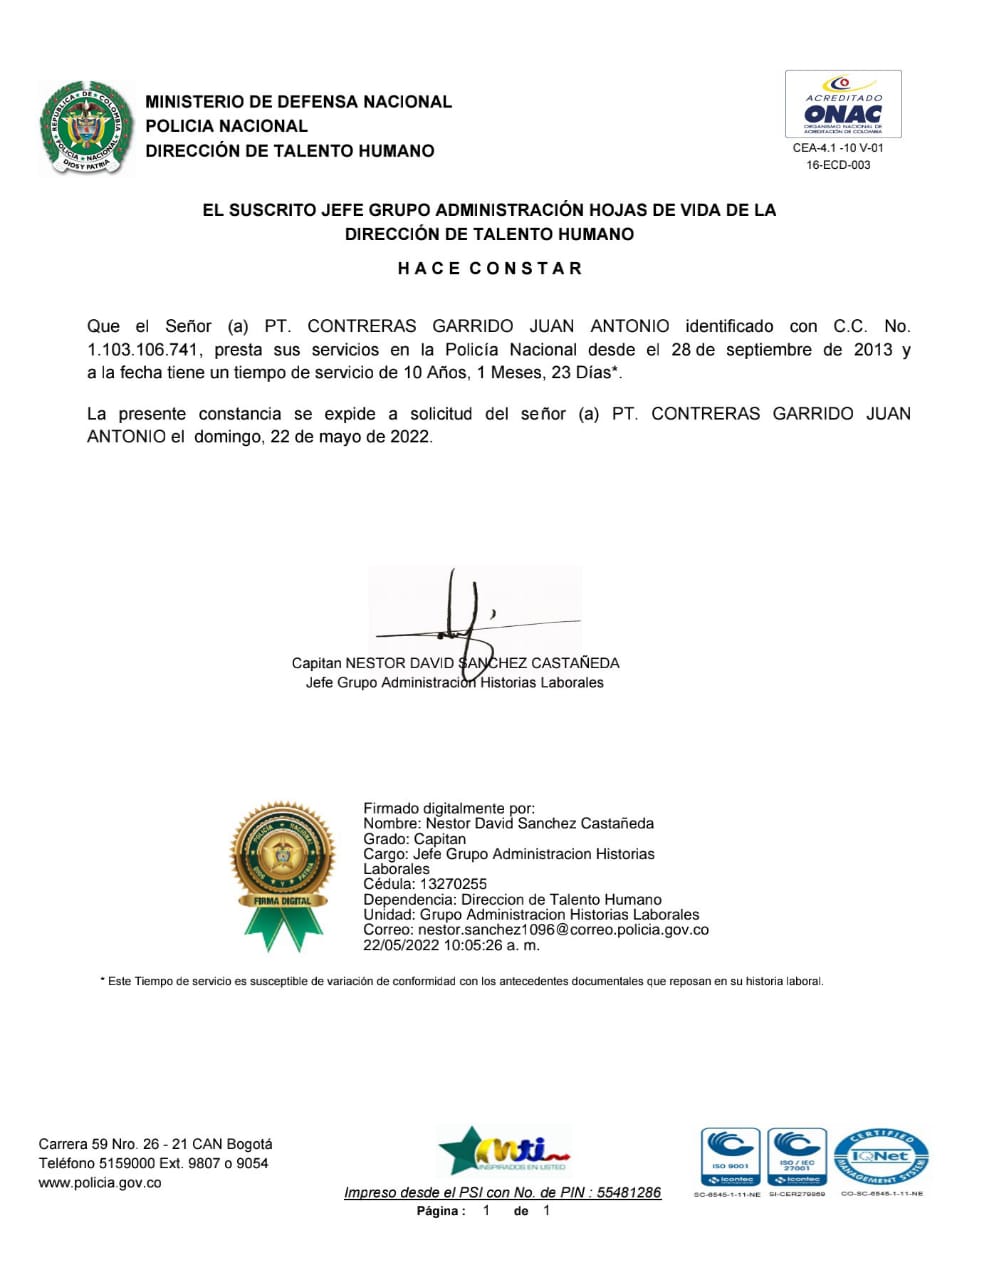 MINISTERIO DE DEFENSA NACIONAL
POLICIA NACIONAL
DIRECCIÓN DE TALENTO HUMANO
REPUBLICA DE COLOMBIA
POLICIA NACIONAL
DIOS Y PATRIA
ACREDITADO
ONAC
ORGANISMO NACIONAL DE
ACREDITACIÓN DE COLOMBIA
CEA-4.1 -10 V-01
16-ECD-003
EL SUSCRITO JEFE GRUPO ADMINISTRACIÓN HOJAS DE VIDA DE LA
DIRECCIÓN DE TALENTO HUMANO
H A C E C O N S T A R
Que el Señor (a) PT. CONTRERAS GARRIDO JUAN ANTONIO identificado con C.C. No.
1.103.106.741, presta sus servicios en la Policía Nacional desde el 28 de septiembre de 2013 y
a la fecha tiene un tiempo de servicio de 10 Años, 1 Meses, 23 Días*.
La presente constancia se expide a solicitud del señor (a) PT. CONTRERAS GARRIDO JUAN
ANTONIO el domingo, 22 de mayo de 2022.
Capitan NESTOR DAVID SANCHEZ CASTAÑEDA
Jefe Grupo Administración Historias Laborales
POLICIA NACIONAL
DIOS Y PATRIA
FIRMA DIGITAL
Firmado digitalmente por:
Nombre: Nestor David Sanchez Castañeda
Grado: Capitan
Cargo: Jefe Grupo Administracion Historias
Laborales
Cédula: 13270255
Dependencia: Direccion de Talento Humano
Unidad: Grupo Administracion Historias Laborales
Correo: nestor.sanchez1096@correo.policia.gov.co
22/05/2022 10:05:26 a. m.
* Este Tiempo de servicio es susceptible de variación de conformidad con los antecedentes documentales que reposan en su historia laboral.
Carrera 59 Nro. 26 - 21 CAN Bogotá
Teléfono 5159000 Ext. 9807 o 9054
www.policia.gov.co
INSPIRADOS EN USTED
Impreso desde el PSI con No. de PIN : 55481286
Página : 1 de 1
ISO 9001
icontec
SC-6545-1-11-NE
ISO / IEC
27001
icontec
SI-CER279869
CERTIFIED
IQNet
MANAGEMENT SYSTEM
CO-SC-6545-1-11-NE